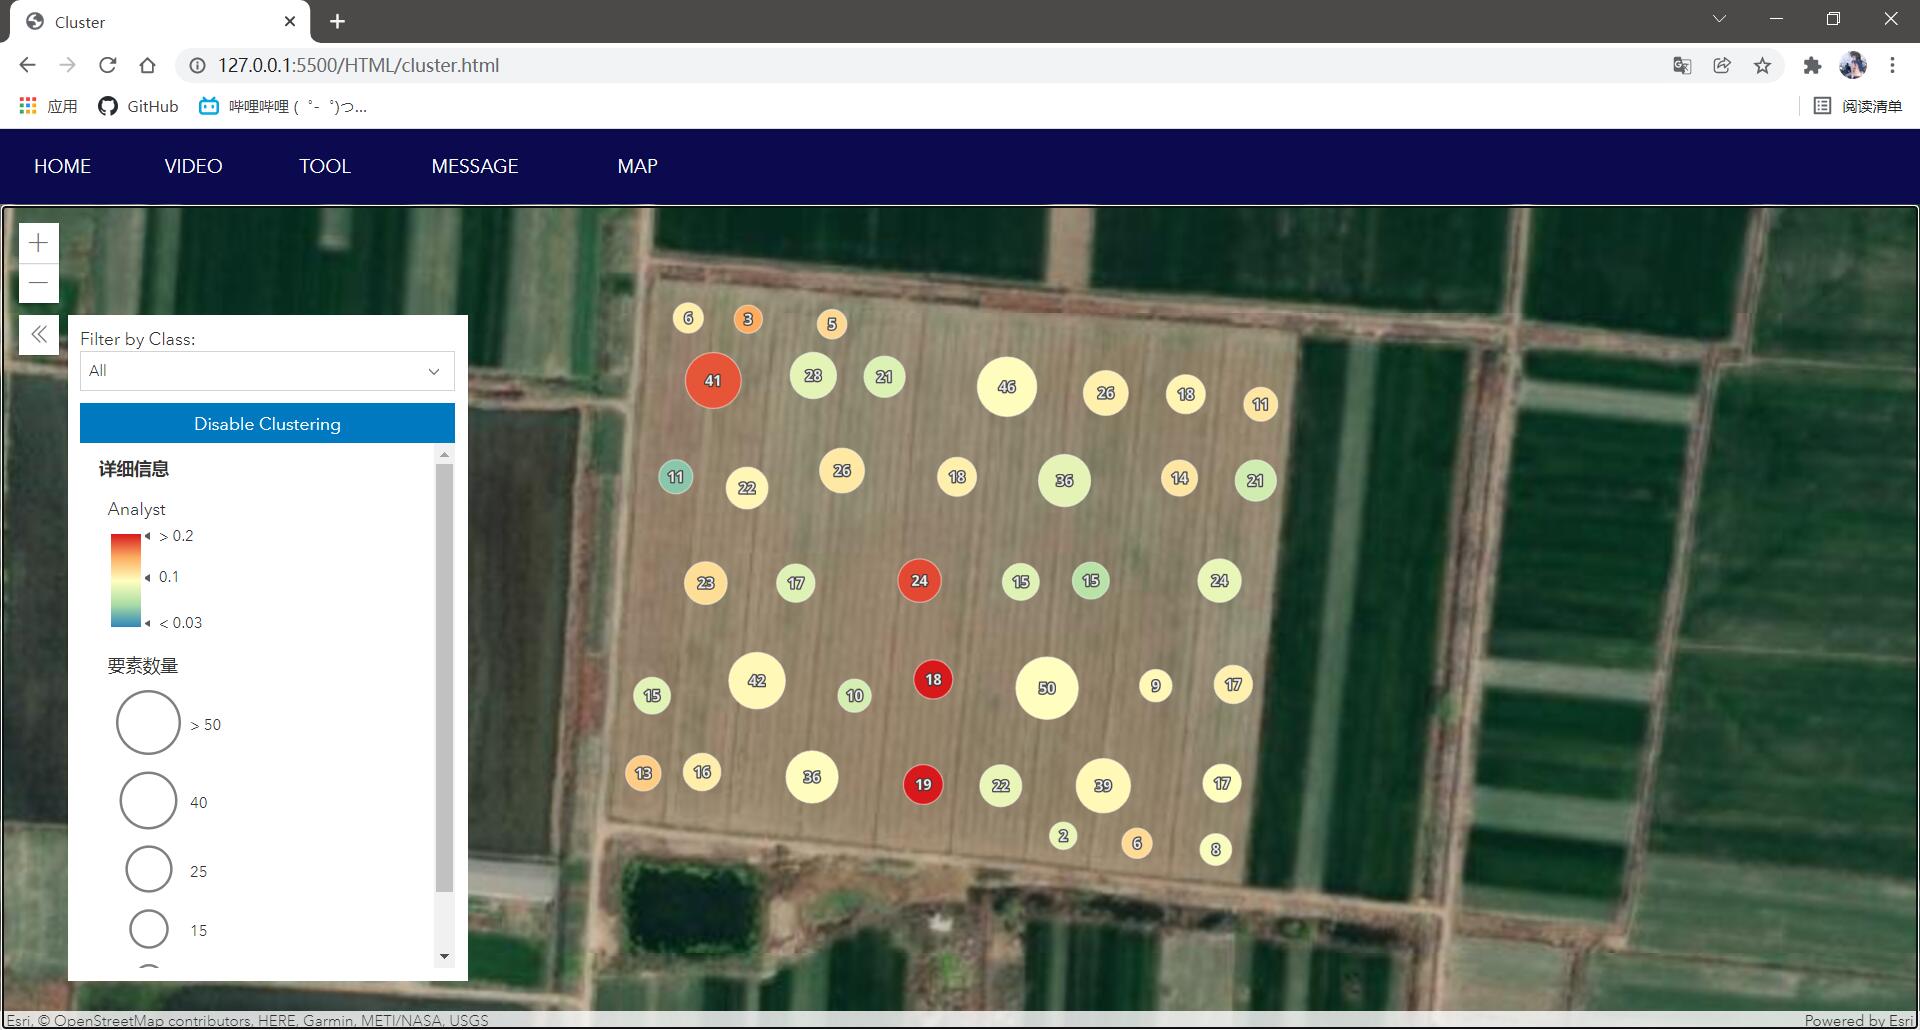 Cluster
127.0.0.1:5500/HTML/cluster.html
应用 GitHub 哔哩哔哩 ( ゜- ゜)つ... 阅读清单
HOME VIDEO TOOL MESSAGE MAP
Filter by Class:
All
Disable Clustering
详细信息
Analyst
> 0.2
0.1
< 0.03
要素数量
> 50
40
25
15
6 3 5
41 28 21 46 26 18 11
11 22 26 18 36 14 21
23 17 24 15 15 24
15 42 10 18 50 9 17
13 16 36 19 22 39 17
2 6 8
Esri, © OpenStreetMap contributors, HERE, Garmin, METI/NASA, USGS
Powered by Esri